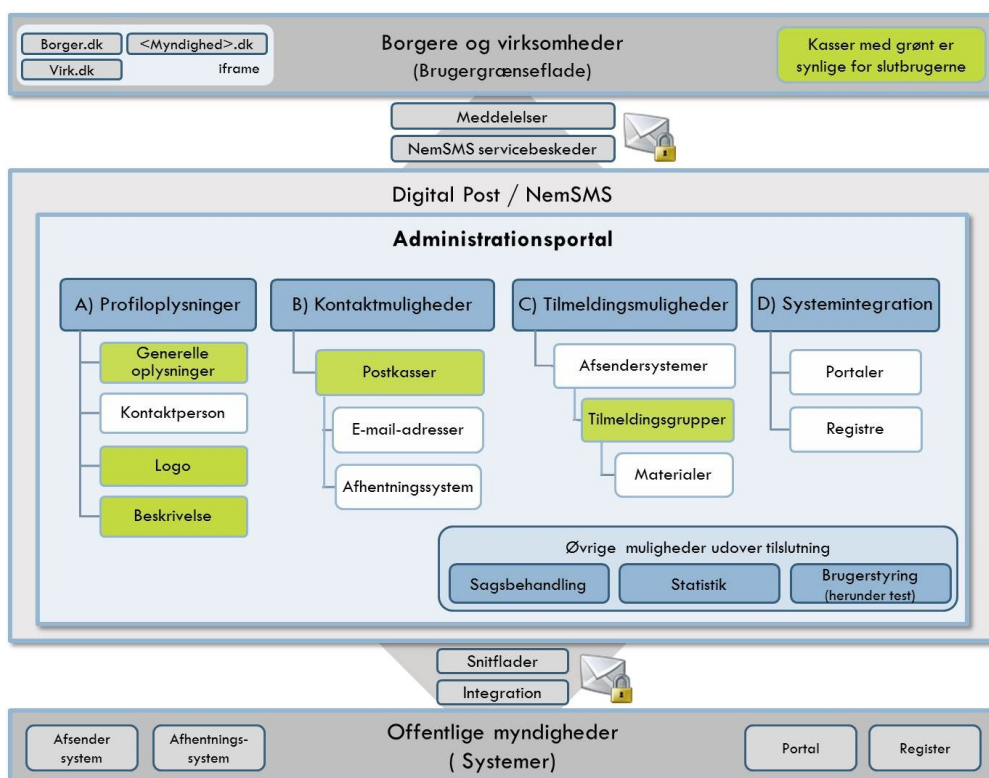 Borger.dk
<Myndighed>.dk
Virk.dk
iframe
Borgere og virksomheder
(Brugergrænseflade)
Kasser med grønt er
synlige for slutbrugerne
Meddelelser
NemSMS servicebeskeder
Digital Post / NemSMS
Administrationsportal
A) Profiloplysninger
Generelle
oplysninger
Kontaktperson
Logo
Beskrivelse
B) Kontaktmuligheder
Postkasser
E-mail-adresser
Afhentningssystem
C) Tilmeldingsmuligheder
Afsendersystemer
Tilmeldingsgrupper
Materialer
D) Systemintegration
Portaler
Registre
Øvrige muligheder udover tilslutning
Sagsbehandling
Statistik
Brugerstyring
(herunder test)
Snitflader
Integration
Afsender
system
Afhentnings-
system
Offentlige myndigheder
( Systemer)
Portal
Register